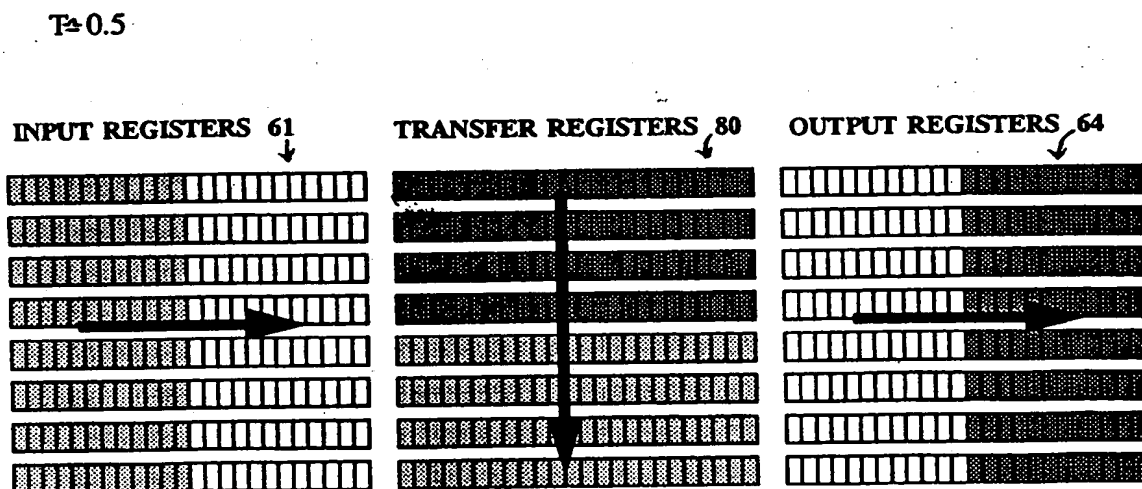 T≈0.5
INPUT REGISTERS 61
TRANSFER REGISTERS 80
OUTPUT REGISTERS 64